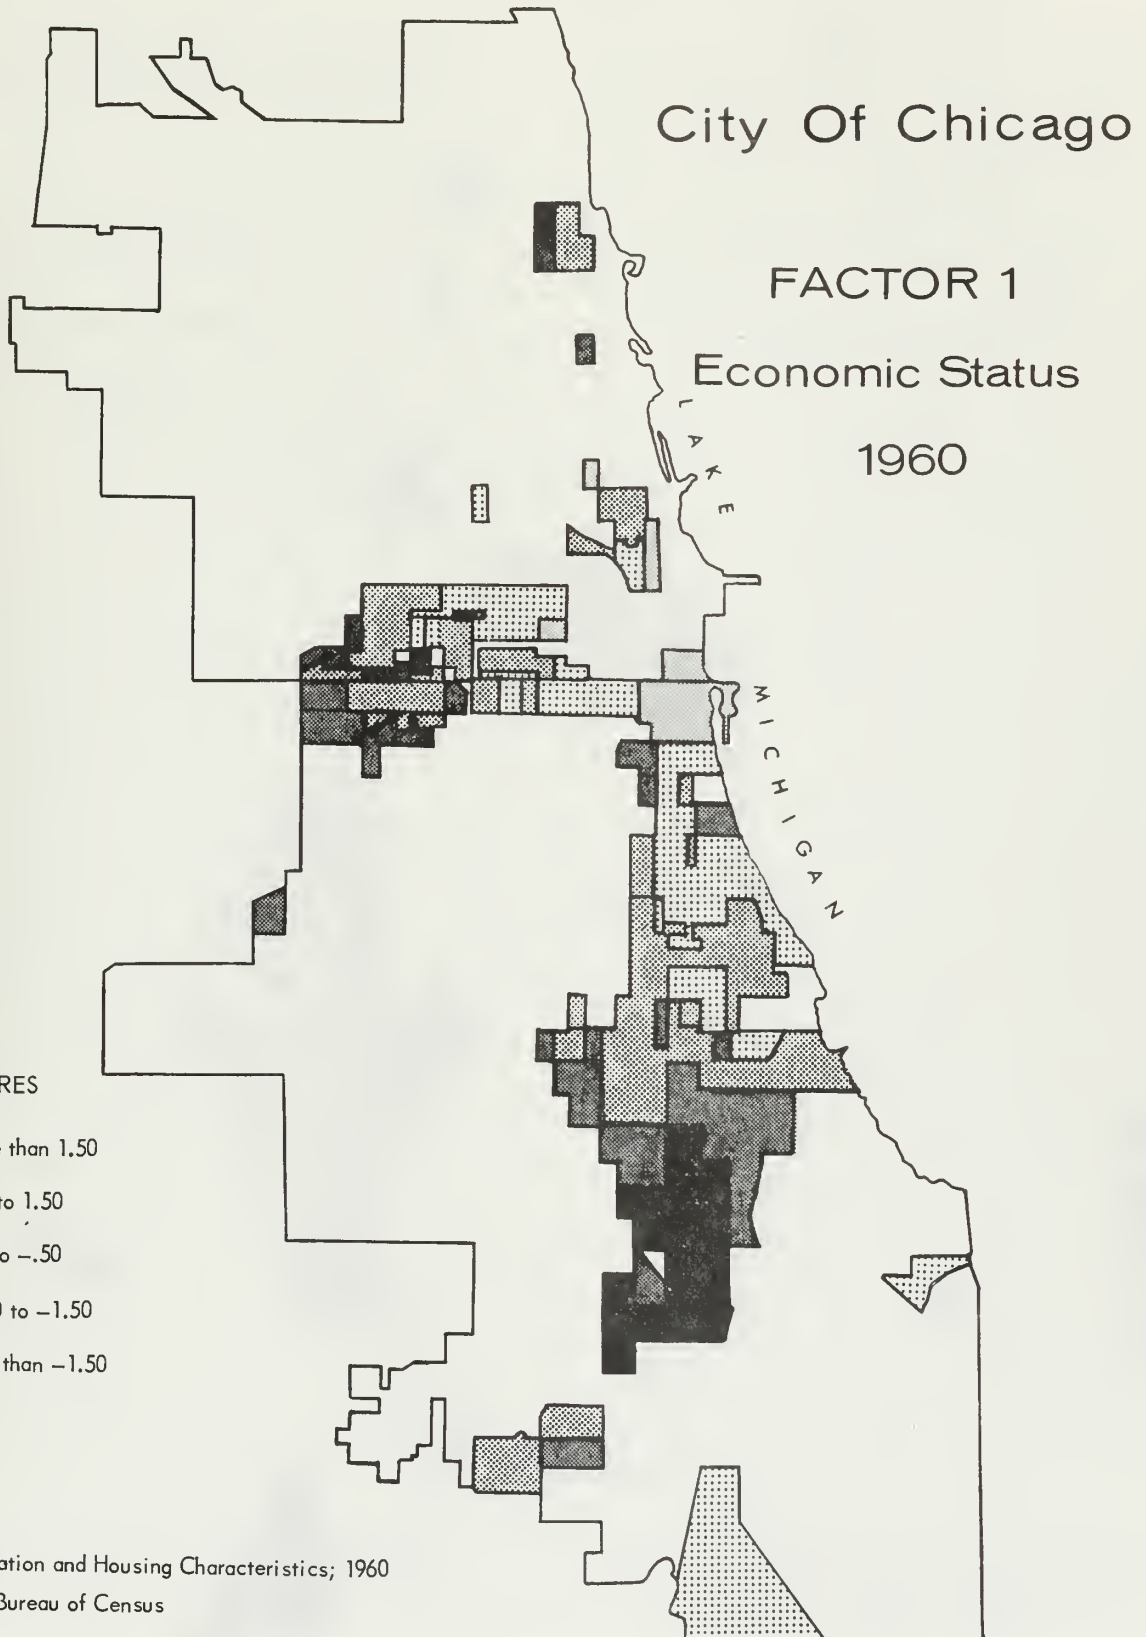 City Of Chicago
FACTOR 1
Economic Status
1960
LAKE
MICHIGAN
RES
than 1.50
to 1.50
o –.50
to –1.50
than –1.50
ation and Housing Characteristics; 1960
Bureau of Census